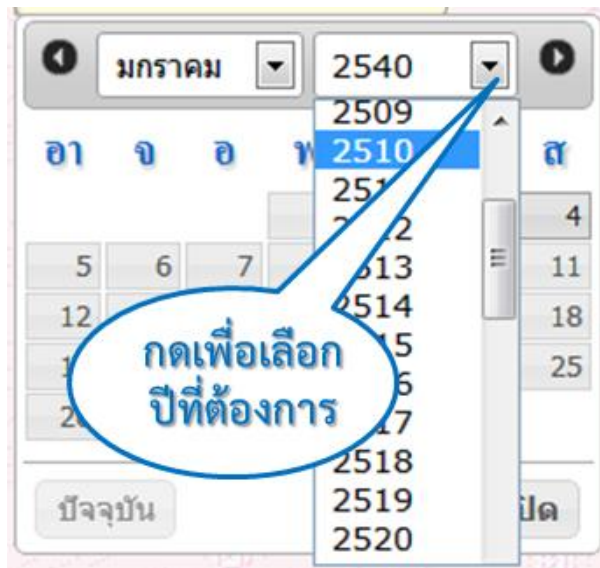 มกราคม 2540
2509
อา จ อ พ 2510 ส
4
5 6 7 2513 11
12 2514 18
กดเพื่อเลือก 25
ปีที่ต้องการ
2518
ปัจจุบัน 2519
2520